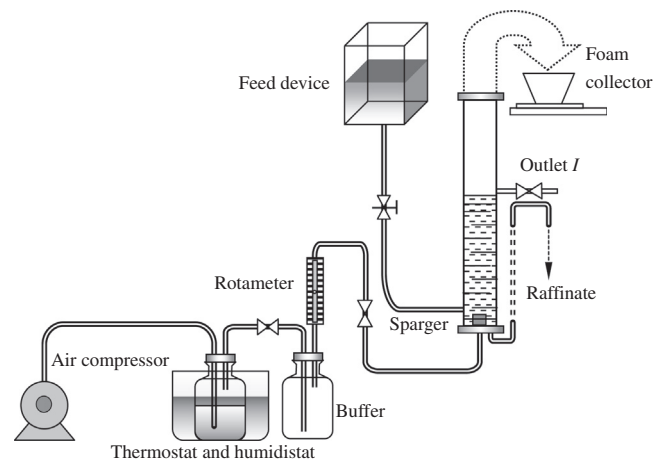 Foam
collector
Feed device
Outlet I
Rotameter
Raffinate
Sparger
Air compressor
Buffer
Thermostat and humidistat